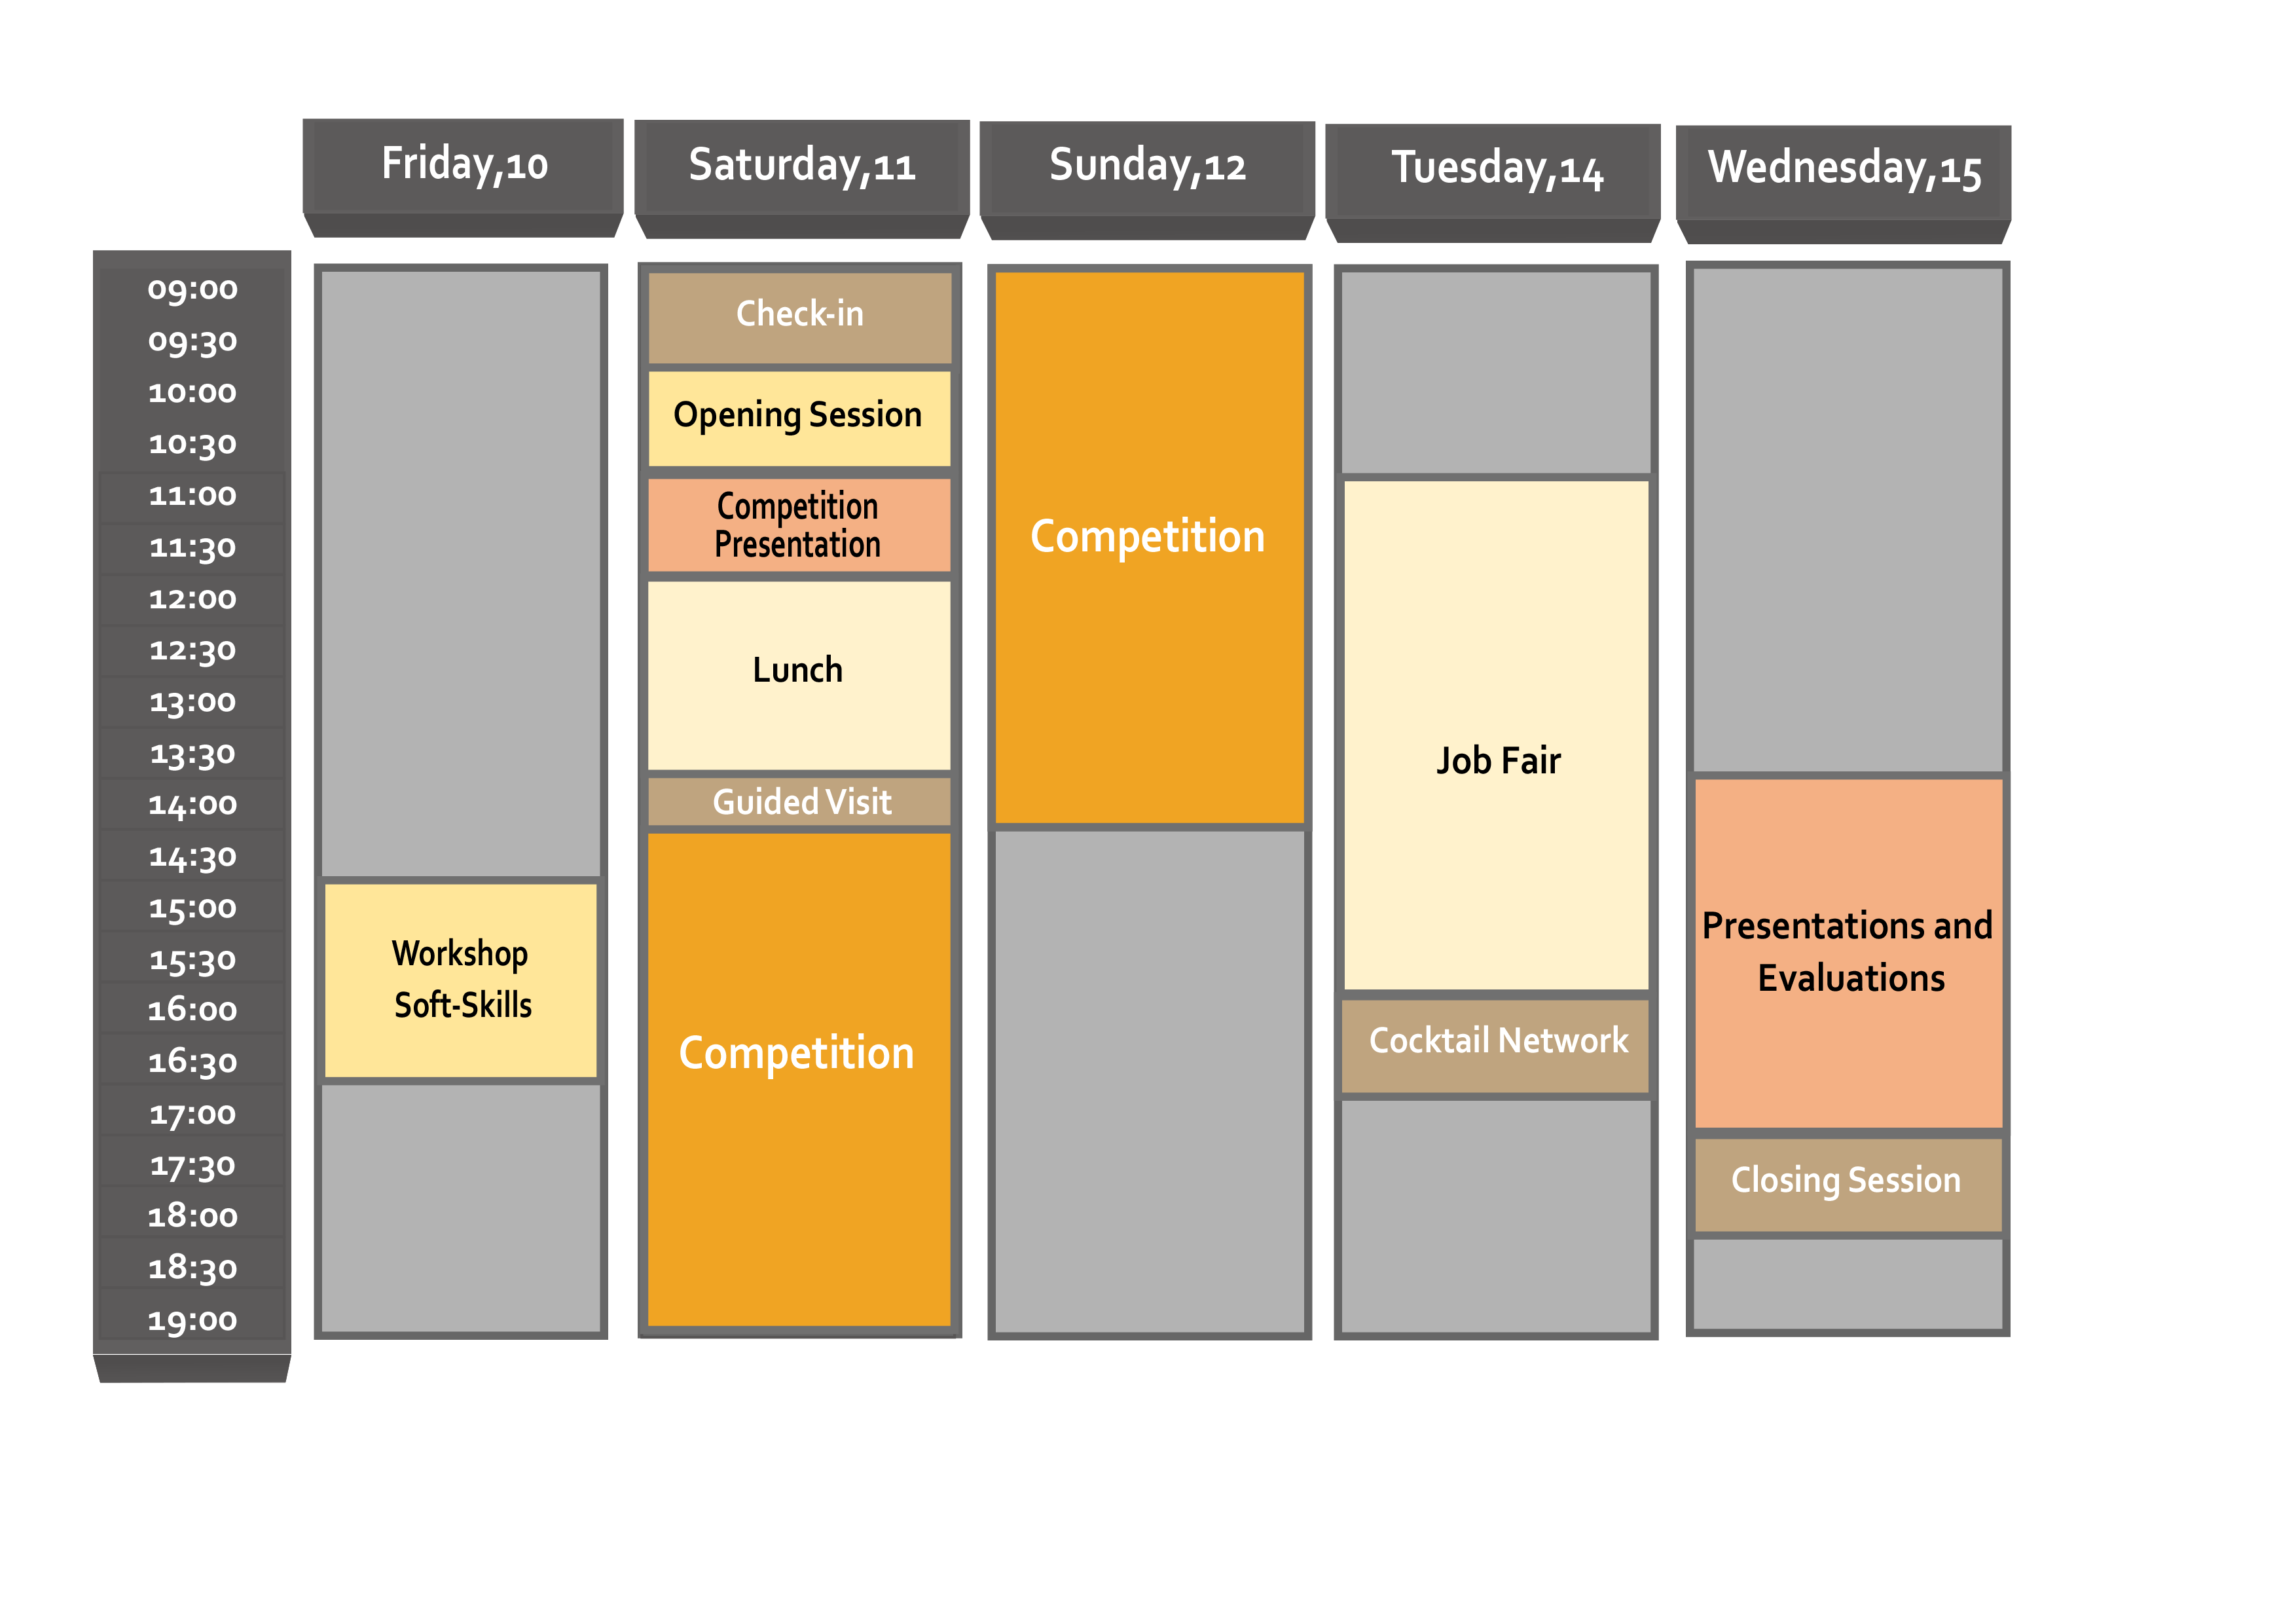 Friday,10
Saturday,11
Sunday,12
Tuesday,14
Wednesday,15
09:00
09:30
10:00
10:30
11:00
11:30
12:00
12:30
13:00
13:30
14:00
14:30
15:00
15:30
16:00
16:30
17:00
17:30
18:00
18:30
19:00
Workshop
Soft-Skills
Check-in
Opening Session
Competition
Presentation
Lunch
Guided Visit
Competition
Competition
Job Fair
Cocktail Network
Presentations and
Evaluations
Closing Session